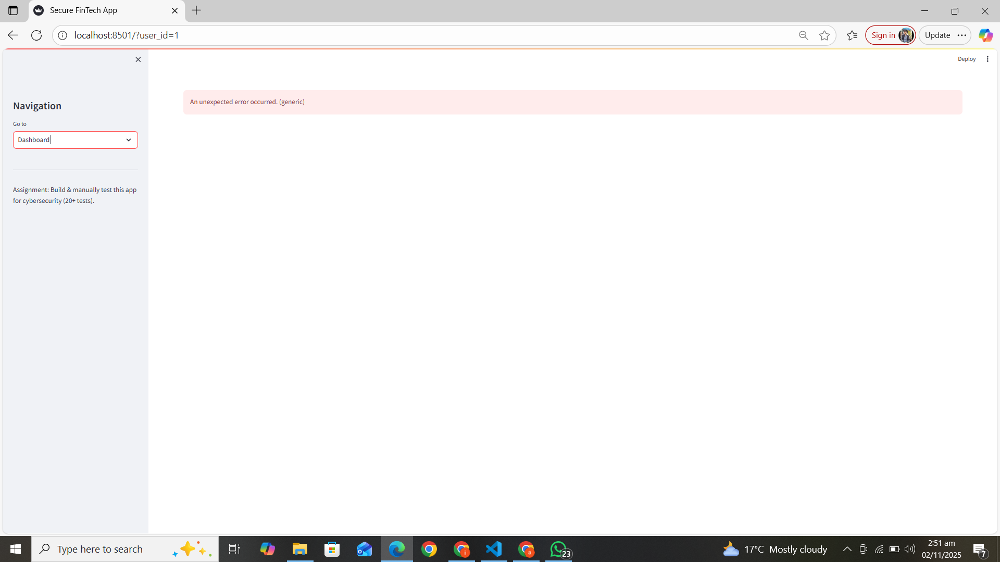 Secure FinTech App
localhost:8501/?user_id=1
Sign in
Update
Deploy
An unexpected error occurred. (generic)
Navigation
Go to
Dashboard
Assignment: Build & manually test this app
for cybersecurity (20+ tests).
Type here to search
23
17°C Mostly cloudy
2:51 am
02/11/2025
7